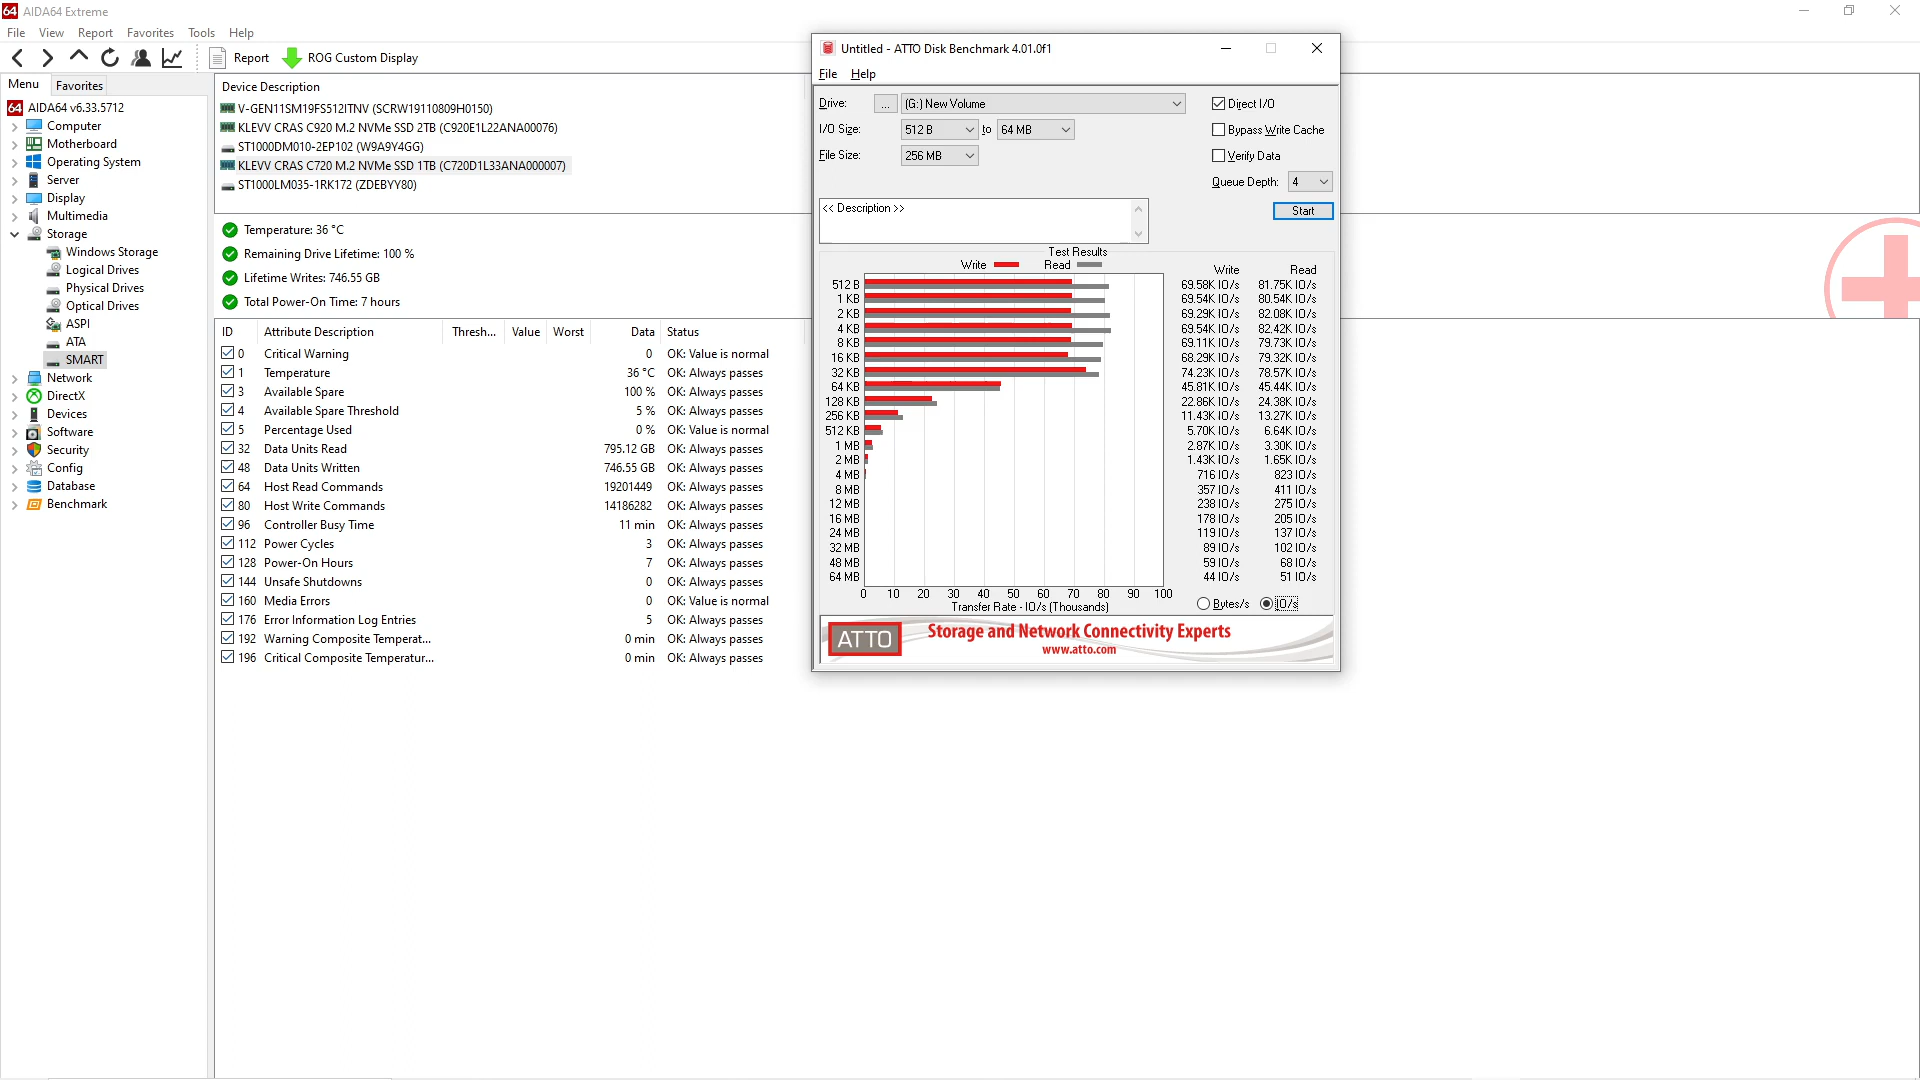 64 AIDA64 Extreme
File View Report Favorites Tools Help
Report ROG Custom Display
Menu Favorites
64 AIDA64 v6.33.5712
Computer
Motherboard
Operating System
Server
Display
Multimedia
Storage
Windows Storage
Logical Drives
Physical Drives
Optical Drives
ASPI
ATA
SMART
Network
DirectX
Devices
Software
Security
Config
Database
Benchmark
Device Description
V-GEN11SM19FS512ITNV (SCRW19110809H0150)
KLEVV CRAS C920 M.2 NVMe SSD 2TB (C920E1L22ANA00076)
ST1000DM010-2EP102 (W9A9Y4GG)
KLEVV CRAS C720 M.2 NVMe SSD 1TB (C720D1L33ANA000007)
ST1000LM035-1RK172 (ZDEBYY80)
Temperature: 36 °C
Remaining Drive Lifetime: 100 %
Lifetime Writes: 746.55 GB
Total Power-On Time: 7 hours
ID Attribute Description Thresh... Value Worst Data Status
0 Critical Warning 0 OK: Value is normal
1 Temperature 36 °C OK: Always passes
3 Available Spare 100 % OK: Always passes
4 Available Spare Threshold 5 % OK: Always passes
5 Percentage Used 0 % OK: Value is normal
32 Data Units Read 795.12 GB OK: Always passes
48 Data Units Written 746.55 GB OK: Always passes
64 Host Read Commands 19201449 OK: Always passes
80 Host Write Commands 14186282 OK: Always passes
96 Controller Busy Time 11 min OK: Always passes
112 Power Cycles 3 OK: Always passes
128 Power-On Hours 7 OK: Always passes
144 Unsafe Shutdowns 0 OK: Always passes
160 Media Errors 0 OK: Value is normal
176 Error Information Log Entries 5 OK: Always passes
192 Warning Composite Temperat... 0 min OK: Always passes
196 Critical Composite Temperatur... 0 min OK: Always passes
Untitled - ATTO Disk Benchmark 4.01.0f1
File Help
Drive: ... (G:) New Volume Direct I/O
I/O Size: 512 B to 64 MB Bypass Write Cache
File Size: 256 MB Verify Data
Queue Depth: 4
<< Description >> Start
Test Results
Write Read Write Read
512 B 69.58K IO/s 81.75K IO/s
1 KB 69.54K IO/s 80.54K IO/s
2 KB 69.29K IO/s 82.08K IO/s
4 KB 69.54K IO/s 82.42K IO/s
8 KB 69.11K IO/s 79.73K IO/s
16 KB 68.29K IO/s 79.32K IO/s
32 KB 74.23K IO/s 78.57K IO/s
64 KB 45.81K IO/s 45.44K IO/s
128 KB 22.86K IO/s 24.38K IO/s
256 KB 11.43K IO/s 13.27K IO/s
512 KB 5.70K IO/s 6.64K IO/s
1 MB 2.87K IO/s 3.30K IO/s
2 MB 1.43K IO/s 1.65K IO/s
4 MB 716 IO/s 823 IO/s
8 MB 357 IO/s 411 IO/s
12 MB 238 IO/s 275 IO/s
16 MB 178 IO/s 205 IO/s
24 MB 119 IO/s 137 IO/s
32 MB 89 IO/s 102 IO/s
48 MB 59 IO/s 68 IO/s
64 MB 44 IO/s 51 IO/s
0 10 20 30 40 50 60 70 80 90 100
Transfer Rate - IO/s (Thousands) Bytes/s IO/s
ATTO Storage and Network Connectivity Experts
www.atto.com